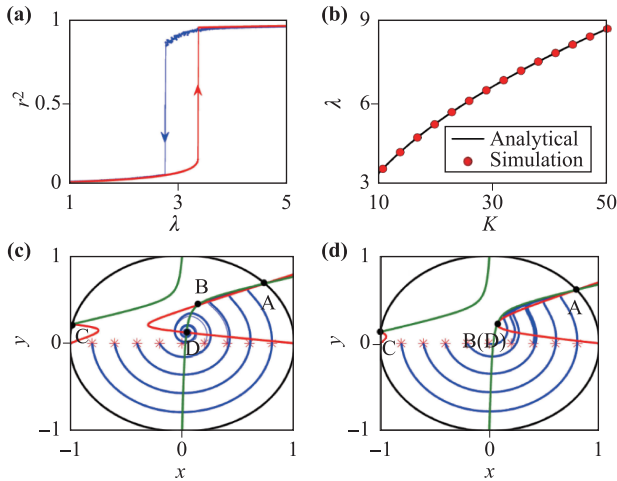 (a)
1
r²
0.5
0
1
3
5
λ
(b)
9
λ
6
3
Analytical
Simulation
10
30
50
K
(c)
1
y
0
−1
B
A
C
D
−1
0
1
x
(d)
1
y
0
−1
A
B(D)
C
−1
0
1
x